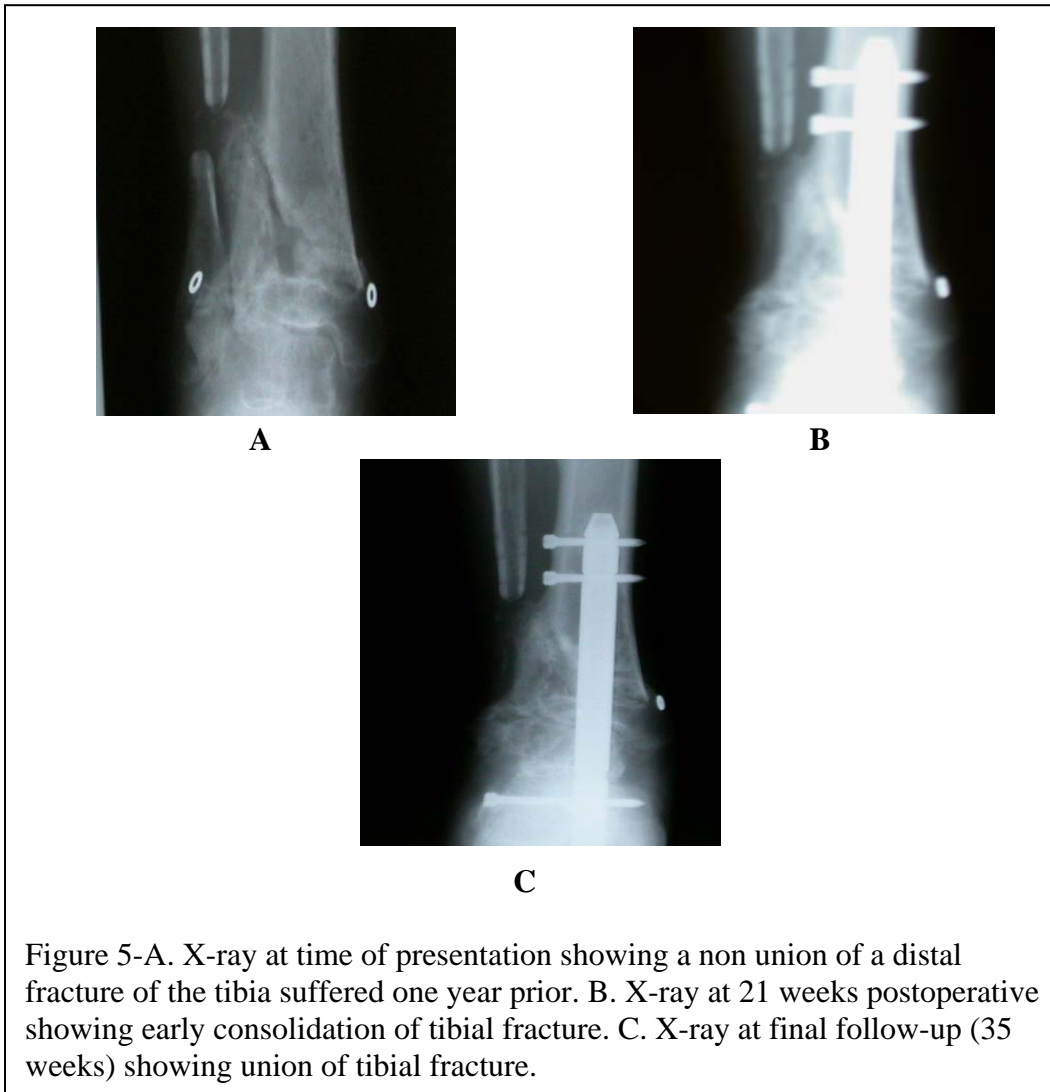 A
B
C
Figure 5-A. X-ray at time of presentation showing a non union of a distal
fracture of the tibia suffered one year prior. B. X-ray at 21 weeks postoperative
showing early consolidation of tibial fracture. C. X-ray at final follow-up (35
weeks) showing union of tibial fracture.